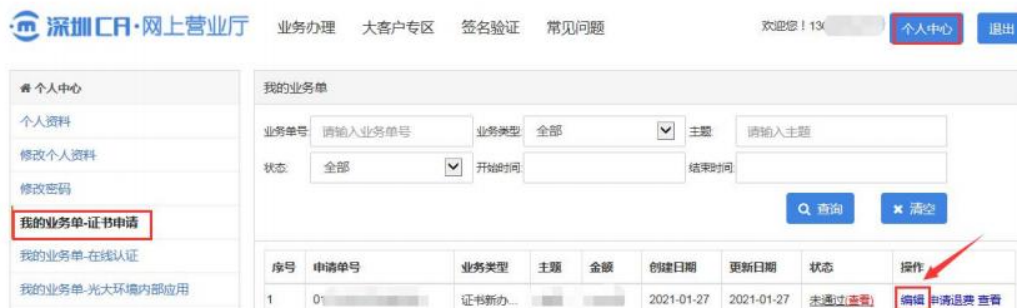 深圳CA·网上营业厅 业务办理 大客户专区 签名验证 常见问题 欢迎您！13 个人中心 退出
个人中心 我的业务单
个人资料
业务单号 请输入业务单号 业务类型 全部 主题 请输入主题
修改个人资料
状态 全部 开始时间: 结束时间:
修改密码
我的业务单-证书申请 查询 清空
我的业务单-在线认证
序号 申请单号 业务类型 主题 金额 创建日期 更新日期 状态 操作
我的业务单-光大环境内部应用
1 证书新办... 2021-01-27 2021-01-27 未通过(查看) 编辑 申请退费 查看